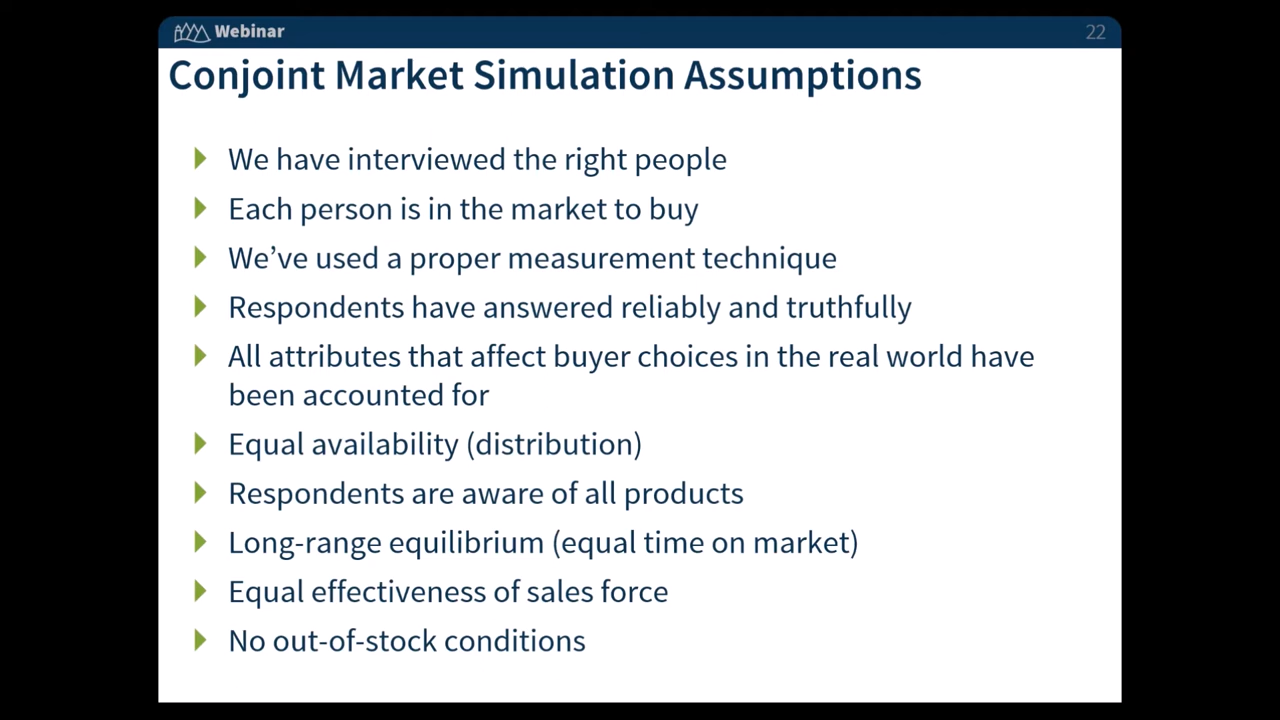 Webinar
22
Conjoint Market Simulation Assumptions
We have interviewed the right people
Each person is in the market to buy
We’ve used a proper measurement technique
Respondents have answered reliably and truthfully
All attributes that affect buyer choices in the real world have
been accounted for
Equal availability (distribution)
Respondents are aware of all products
Long-range equilibrium (equal time on market)
Equal effectiveness of sales force
No out-of-stock conditions